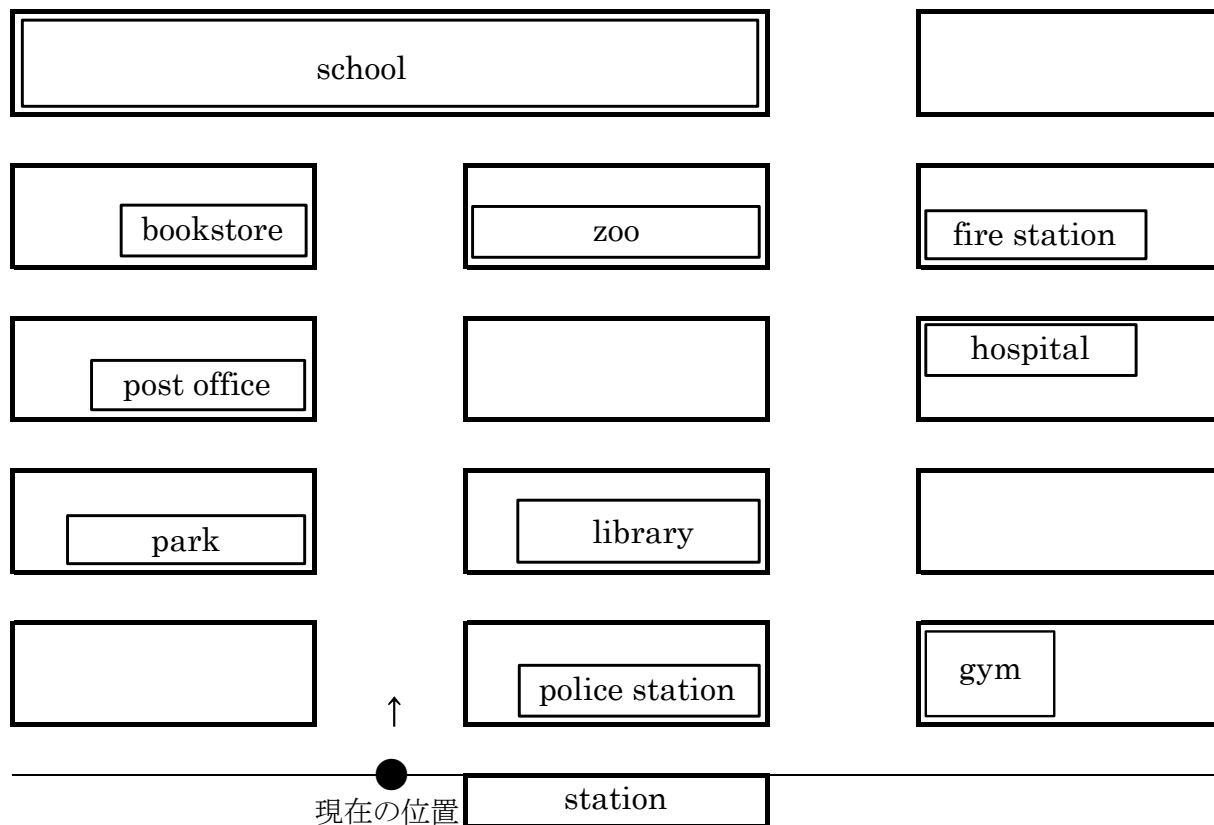 school
bookstore
zoo
fire station
post office
hospital
park
library
police station
gym
↑
現在の位置
station